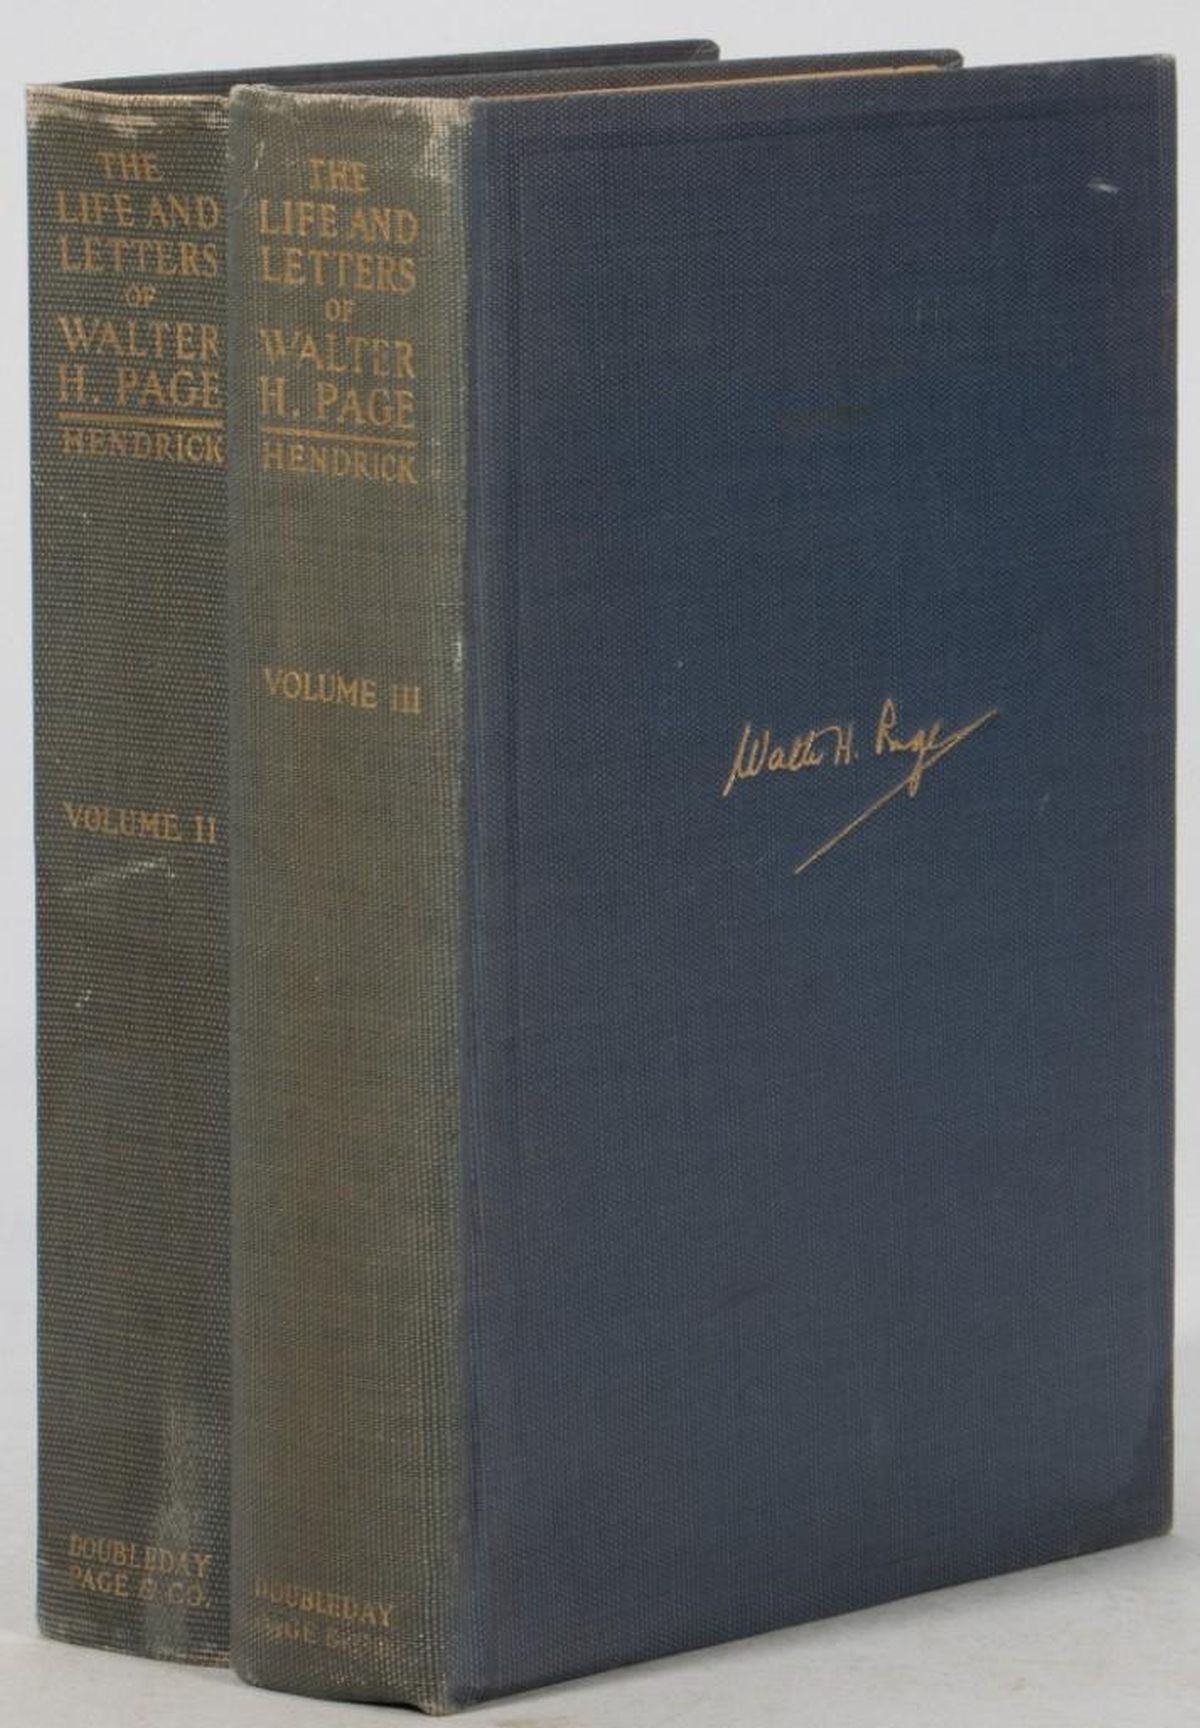 THE
LIFE AND
LETTERS
OF
WALTER
H. PAGE
HENDRICK
VOLUME II
DOUBLEDAY
PAGE & CO.
THE
LIFE AND
LETTERS
OF
WALTER
H. PAGE
HENDRICK
VOLUME III
DOUBLEDAY
PAGE &
Walter H. Page